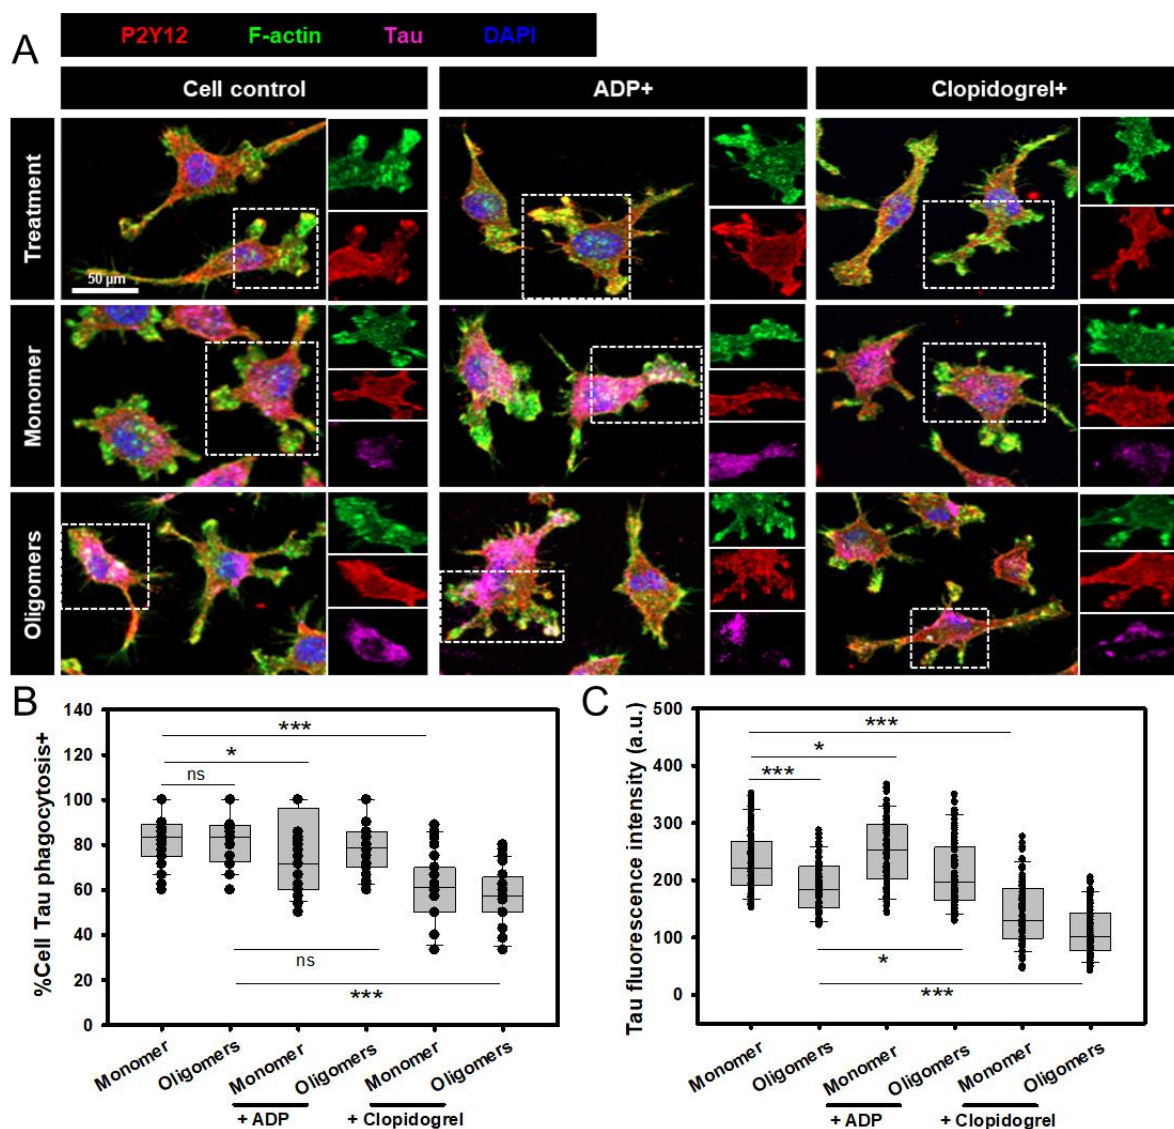 A
P2Y12 F-actin Tau DAPI
Cell control ADP+ Clopidogrel+
Treatment
50 µm
Monomer
Oligomers
B
%Cell Tau phagocytosis+
140
120
100
80
60
40
20
0
***
*
ns
ns
***
Monomer Oligomers Monomer Oligomers Monomer Oligomers
+ ADP + Clopidogrel
C
Tau fluorescence intensity (a.u.)
500
400
300
200
100
0
***
*
***
*
***
Monomer Oligomers Monomer Oligomers Monomer Oligomers
+ ADP + Clopidogrel